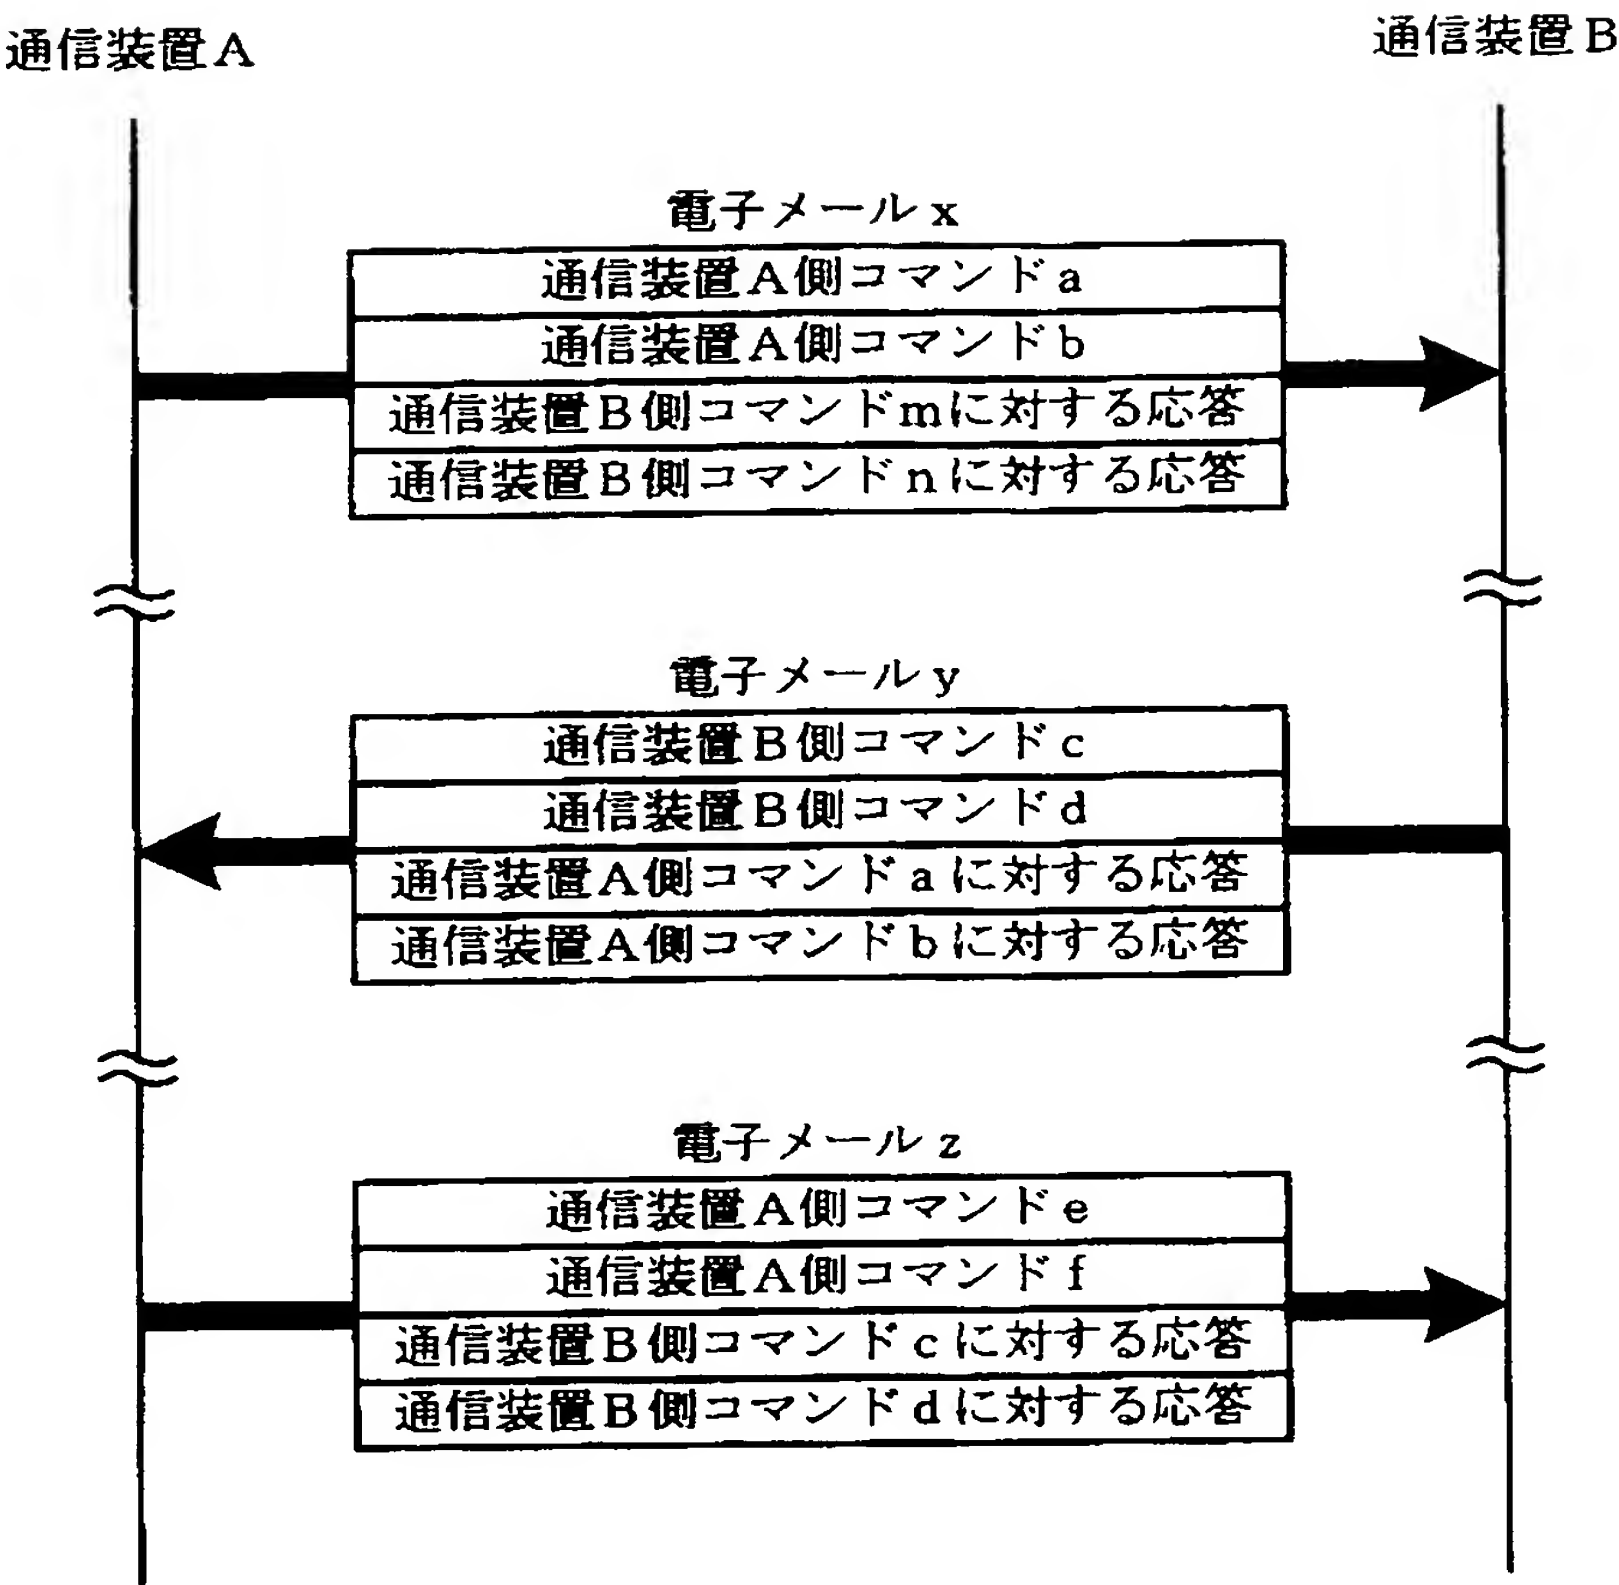 通信装置A
通信装置B
電子メールx
通信装置A側コマンドa
通信装置A側コマンドb
通信装置B側コマンドmに対する応答
通信装置B側コマンドnに対する応答
電子メールy
通信装置B側コマンドc
通信装置B側コマンドd
通信装置A側コマンドaに対する応答
通信装置A側コマンドbに対する応答
電子メールz
通信装置A側コマンドe
通信装置A側コマンドf
通信装置B側コマンドcに対する応答
通信装置B側コマンドdに対する応答